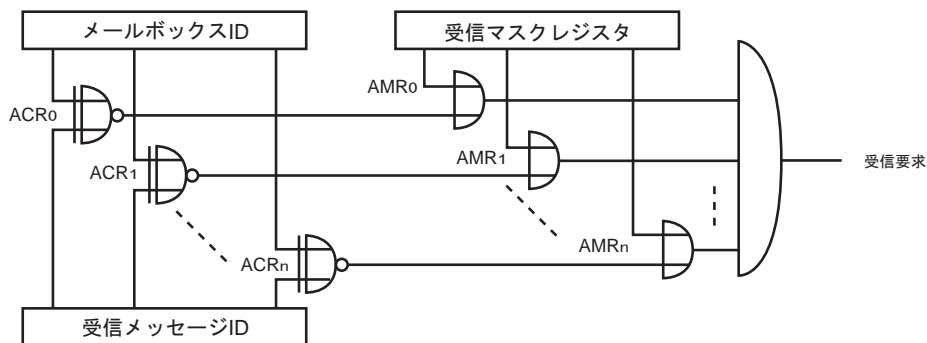 メールボックスID
受信マスクレジスタ
ACR0
AMR0
ACR1
AMR1
受信要求
ACRn
AMRn
受信メッセージID